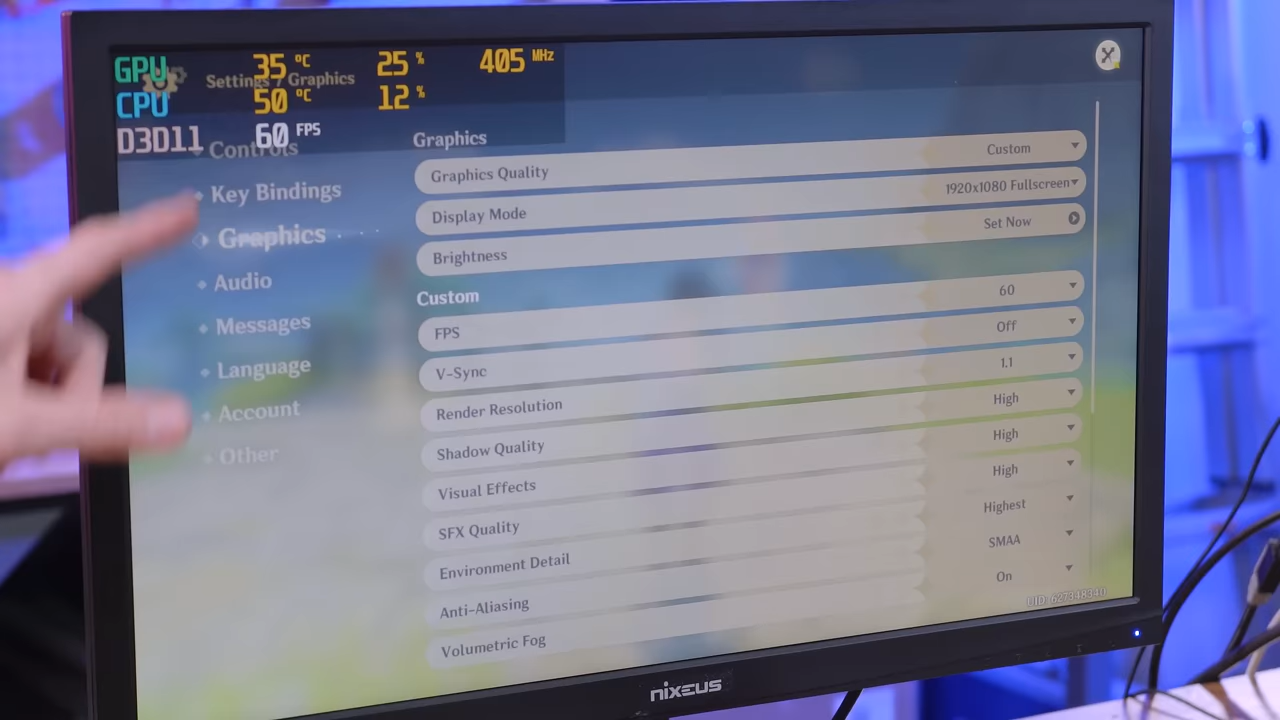 GPU 35 °C 25 % 405 MHz
Settings / Graphics
CPU 50 °C 12 %
D3D11 60 FPS
Controls
Key Bindings
Graphics
Audio
Messages
Language
Account
Other
Graphics
Graphics Quality Custom
Display Mode 1920x1080 Fullscreen
Brightness Set Now
Custom
FPS 60
V-Sync Off
Render Resolution 1.1
Shadow Quality High
Visual Effects High
SFX Quality High
Environment Detail Highest
Anti-Aliasing SMAA
Volumetric Fog On
UID: 627348340
nixeus